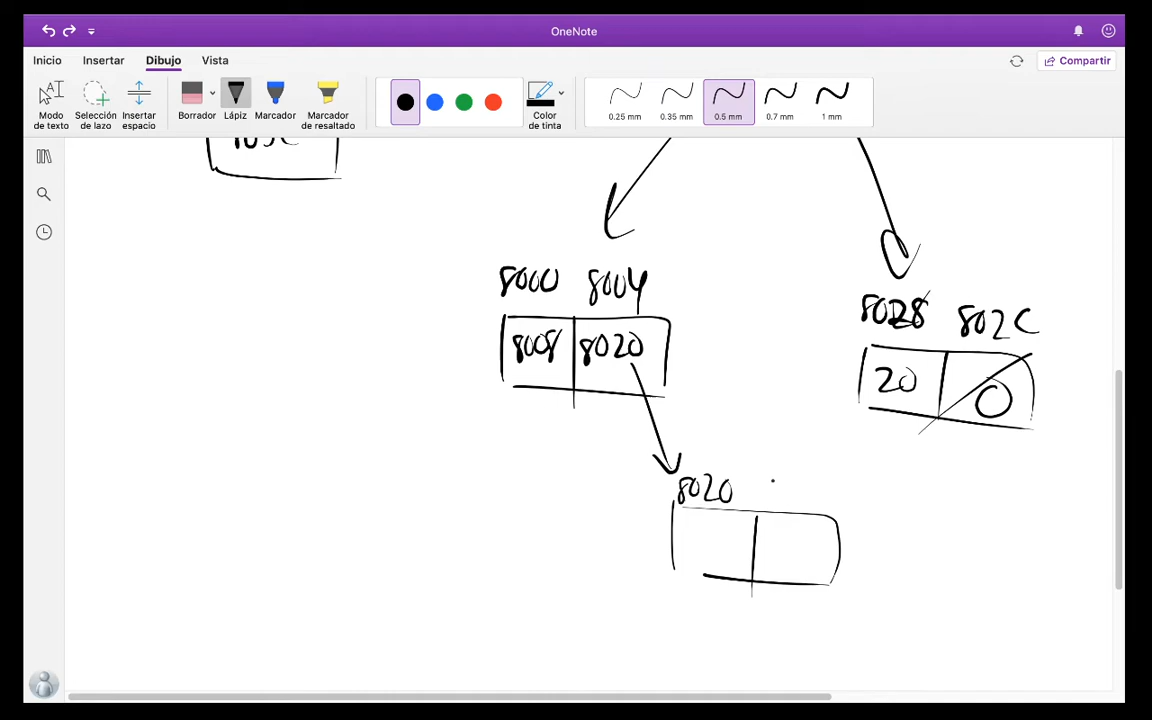 OneNote
Inicio Insertar Dibujo Vista
Compartir
Modo de texto
Selección de lazo
Insertar espacio
Borrador
Lápiz
Marcador
Marcador de resaltado
Color de tinta
0.25 mm 0.35 mm 0.5 mm 0.7 mm 1 mm
8000 8004
8008 8020
8028 802C
20 0
8020